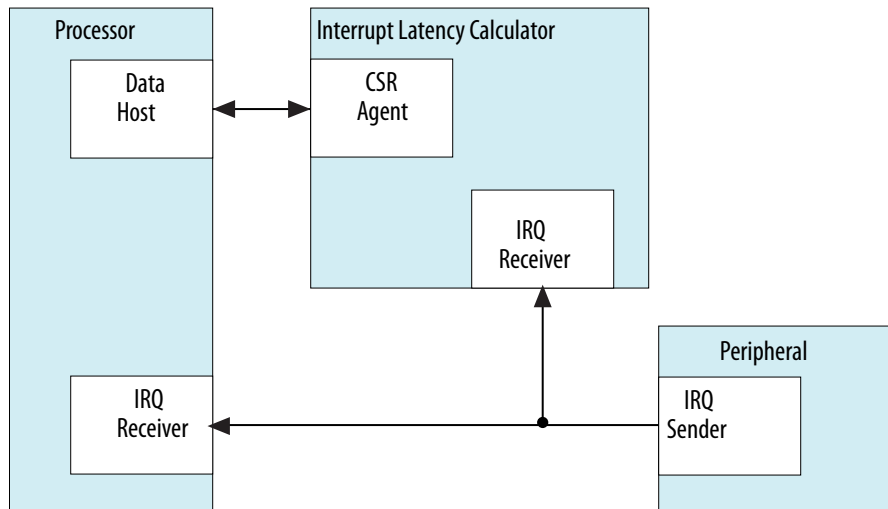 Processor
Data
Host
Interrupt Latency Calculator
CSR
Agent
IRQ
Receiver
Peripheral
IRQ
Receiver
IRQ
Sender